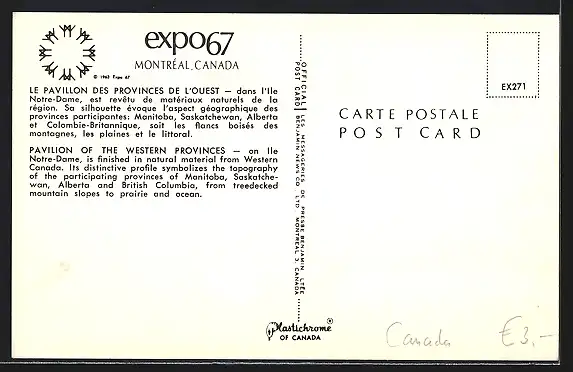 expo67
MONTRÉAL, CANADA
© 1963 Expo 67
LE PAVILLON DES PROVINCES DE L'OUEST — dans l'Ile
Notre-Dame, est revêtu de matériaux naturels de la
région. Sa silhouette évoque l'aspect géographique des
provinces participantes: Manitoba, Saskatchewan, Alberta
et Colombie-Britannique, soit les flancs boisés des
montagnes, les plaines et le littoral.
PAVILION OF THE WESTERN PROVINCES — on Ile
Notre-Dame, is finished in natural material from Western
Canada. Its distinctive profile symbolizes the topography
of the participating provinces of Manitoba, Saskatche-
wan, Alberta and British Columbia, from treedecked
mountain slopes to prairie and ocean.
OFFICIAL POST CARD
LES MESSAGERIES DE PRESSE BENJAMIN LTÉE
BENJAMIN NEWS CO LTD MONTREAL 3, CANADA
Plastichrome®
OF CANADA
EX271
CARTE POSTALE
POST CARD
Canada €3,-